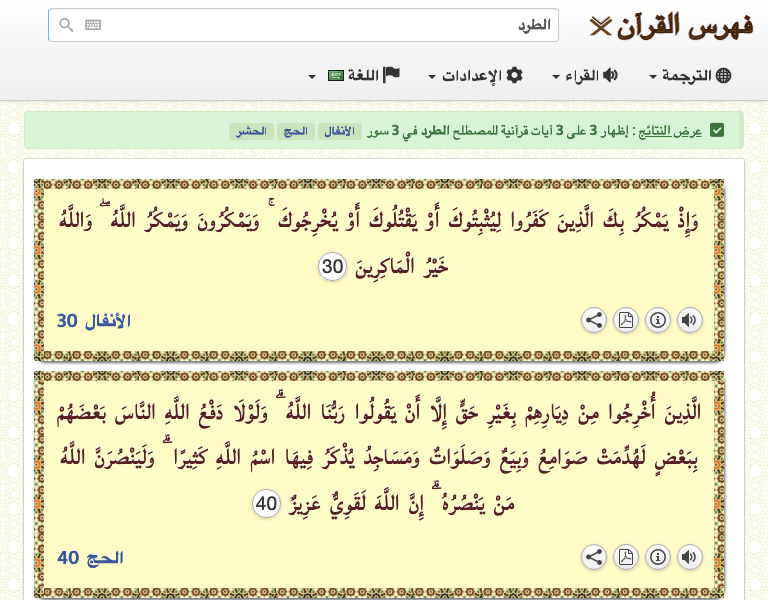 فهرس القرآن
الطرد
الترجمة القراء الإعدادات اللغة
عرض النتائج : إظهار 3 على 3 آيات قرآنية للمصطلح الطرد في 3 سور الأنفال الحج الحشر
وَإِذْ يَمْكُرُ بِكَ الَّذِينَ كَفَرُوا لِيُثْبِتُوكَ أَوْ يَقْتُلُوكَ أَوْ يُخْرِجُوكَ ۚ وَيَمْكُرُونَ وَيَمْكُرُ اللَّهُ ۖ وَاللَّهُ
خَيْرُ الْمَاكِرِينَ 30
الأنفال 30
الَّذِينَ أُخْرِجُوا مِنْ دِيَارِهِمْ بِغَيْرِ حَقٍّ إِلَّا أَنْ يَقُولُوا رَبُّنَا اللَّهُ ۗ وَلَوْلَا دَفْعُ اللَّهِ النَّاسَ بَعْضَهُمْ
بِبَعْضٍ لَهُدِّمَتْ صَوَامِعُ وَبِيَعٌ وَصَلَوَاتٌ وَمَسَاجِدُ يُذْكَرُ فِيهَا اسْمُ اللَّهِ كَثِيرًا ۗ وَلَيَنْصُرَنَّ اللَّهُ
مَنْ يَنْصُرُهُ ۗ إِنَّ اللَّهَ لَقَوِيٌّ عَزِيزٌ 40
الحج 40